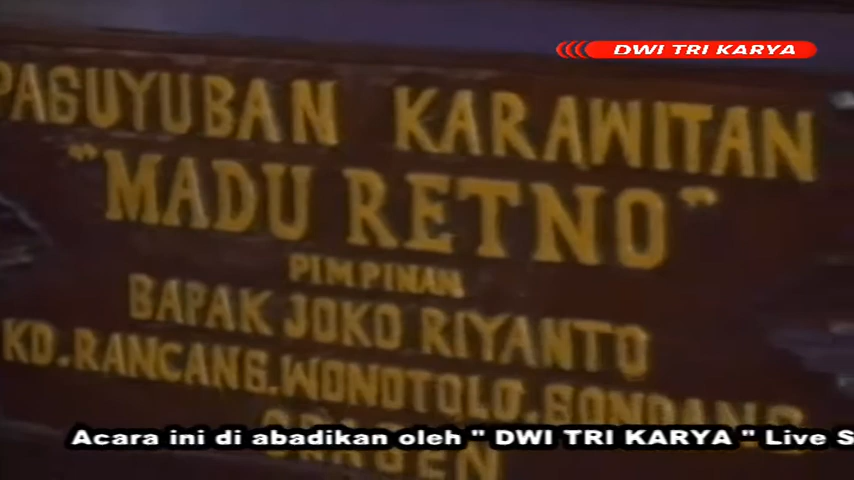 DWI TRI KARYA
PAGUYUBAN KARAWITAN
"MADU RETNO"
PIMPINAN
BAPAK JOKO RIYANTO
KD.RANCANG.WONOTOLO.GONDANG
SRAGEN
Acara ini di abadikan oleh " DWI TRI KARYA " Live S